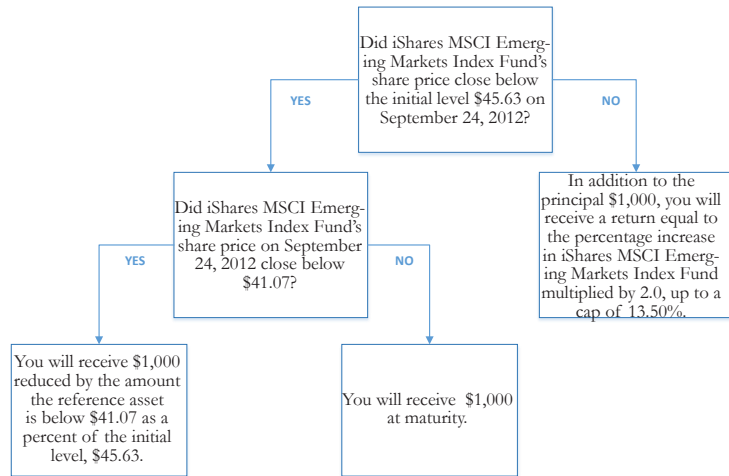 Did iShares MSCI Emerg-
ing Markets Index Fund's
share price close below
the initial level $45.63 on
September 24, 2012?
YES
NO
Did iShares MSCI Emerg-
ing Markets Index Fund's
share price on September
24, 2012 close below
$41.07?
In addition to the
principal $1,000, you will
receive a return equal to
the percentage increase
in iShares MSCI Emerg-
ing Markets Index Fund
multiplied by 2.0, up to a
cap of 13.50%.
YES
NO
You will receive $1,000
reduced by the amount
the reference asset
is below $41.07 as a
percent of the initial
level, $45.63.
You will receive $1,000
at maturity.